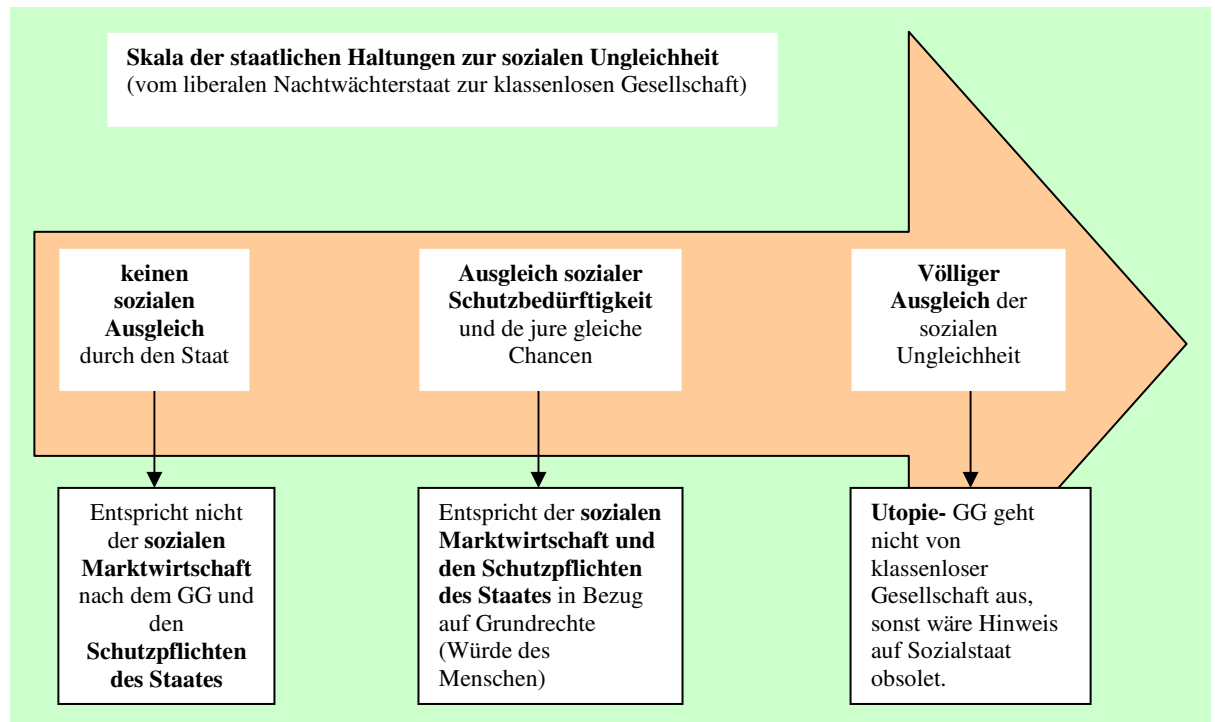 Skala der staatlichen Haltungen zur sozialen Ungleichheit
(vom liberalen Nachtwächterstaat zur klassenlosen Gesellschaft)
keinen
sozialen
Ausgleich
durch den Staat
Ausgleich sozialer
Schutzbedürftigkeit
und de jure gleiche
Chancen
Völliger
Ausgleich der
sozialen
Ungleichheit
Entspricht nicht
der sozialen
Marktwirtschaft
nach dem GG und
den
Schutzpflichten
des Staates
Entspricht der sozialen
Marktwirtschaft und
den Schutzpflichten
des Staates in Bezug
auf Grundrechte
(Würde des
Menschen)
Utopie- GG geht
nicht von
klassenloser
Gesellschaft aus,
sonst wäre Hinweis
auf Sozialstaat
obsolet.